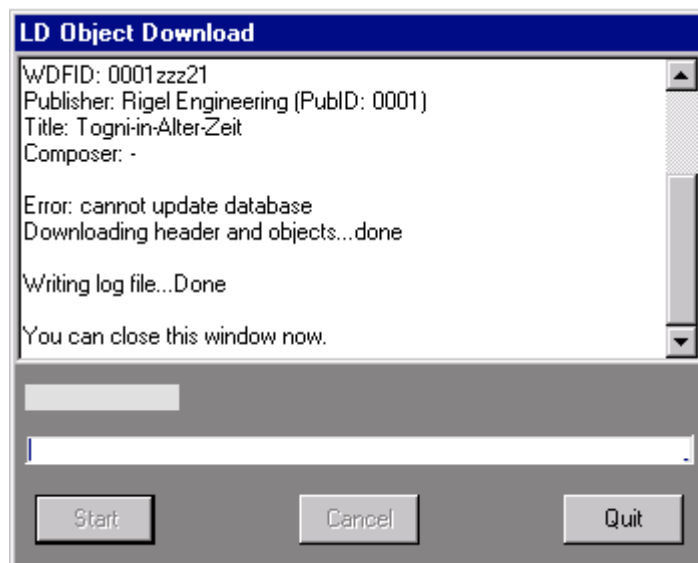 LD Object Download
WDFID: 0001zzz21
Publisher: Rigel Engineering (PubID: 0001)
Title: Togni-in-Alter-Zeit
Composer: -
Error: cannot update database
Downloading header and objects...done
Writing log file...Done
You can close this window now.
Start
Cancel
Quit